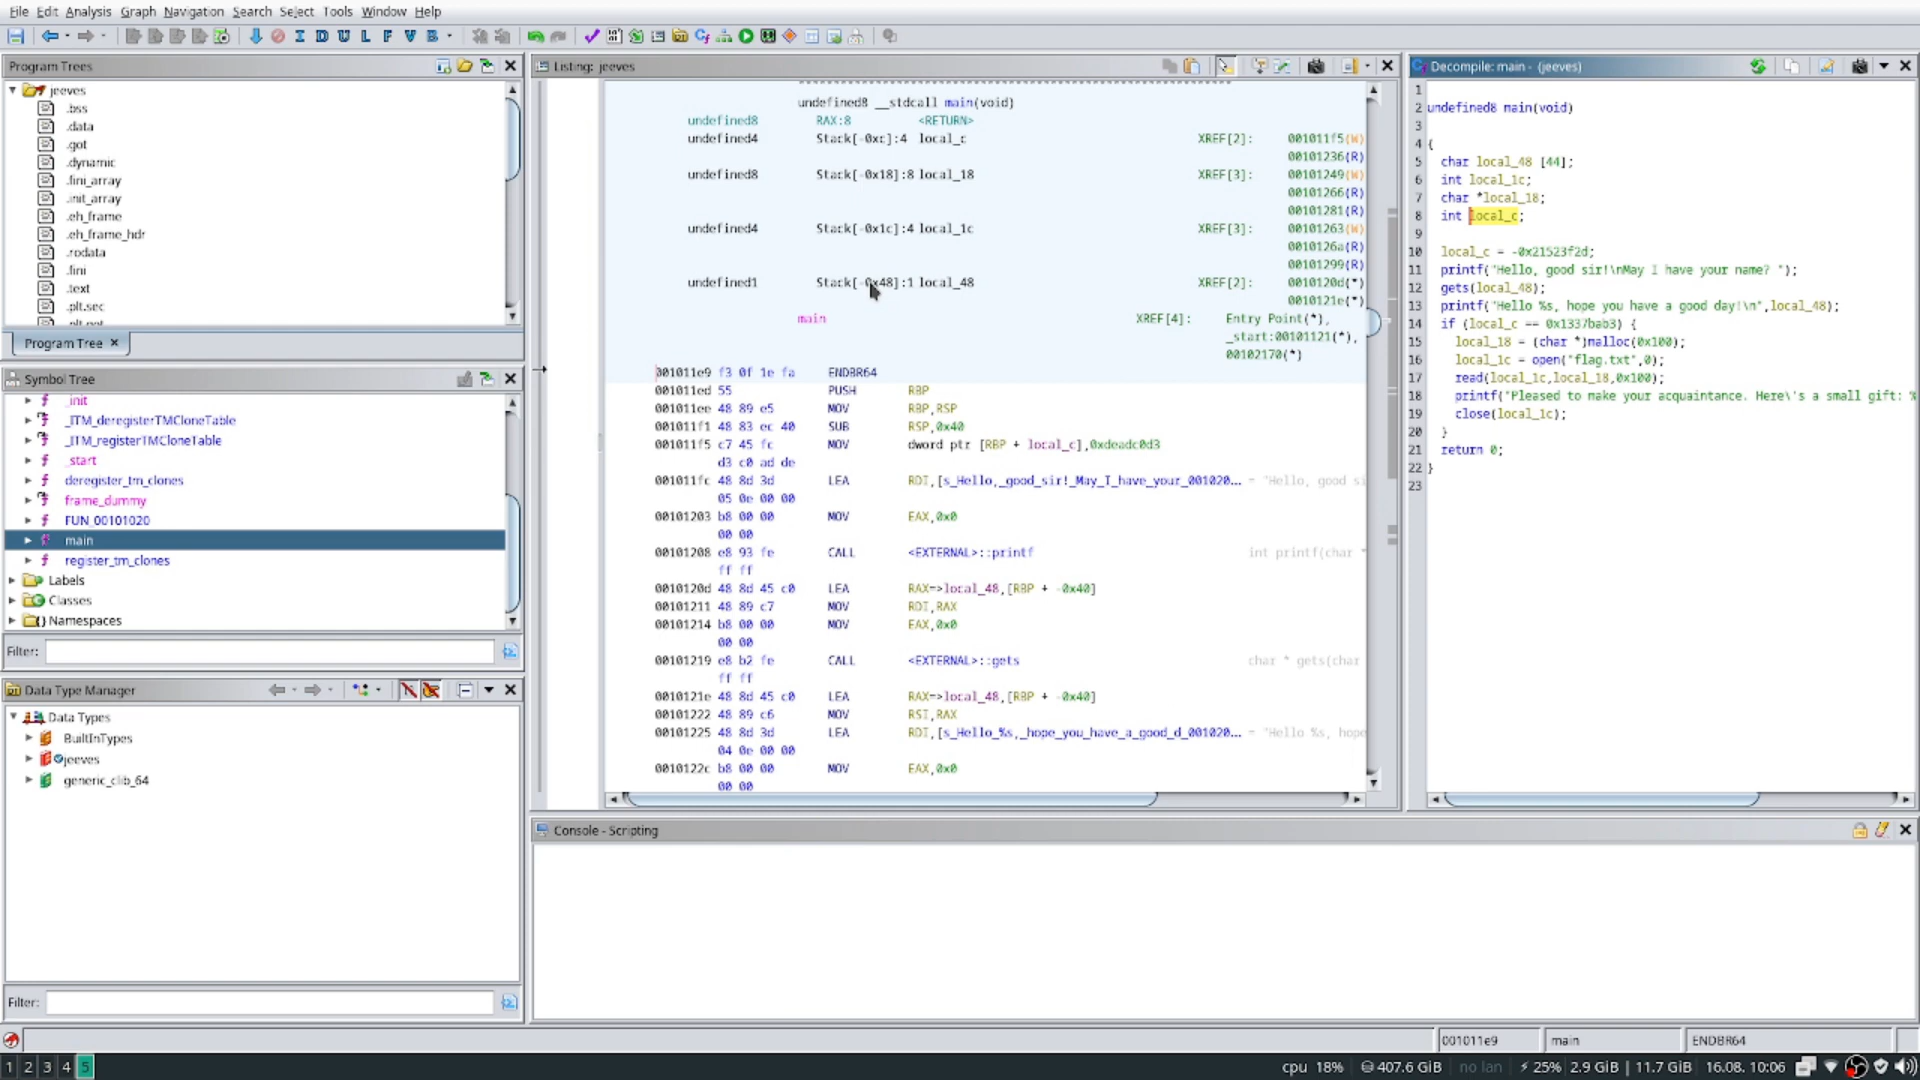 File Edit Analysis Graph Navigation Search Select Tools Window Help
I D U L F V B
Program Trees
jeeves
.bss
.data
.got
.dynamic
.fini_array
.init_array
.eh_frame
.eh_frame_hdr
.rodata
.fini
.text
.plt.sec
.plt.got
Program Tree
Symbol Tree
_init
_ITM_deregisterTMCloneTable
_ITM_registerTMCloneTable
_start
deregister_tm_clones
frame_dummy
FUN_00101020
main
register_tm_clones
Labels
Classes
Namespaces
Filter:
Data Type Manager
Data Types
BuiltInTypes
jeeves
generic_clib_64
Filter:
Listing: jeeves
undefined8 __stdcall main(void)
undefined8 RAX:8 <RETURN>
undefined4 Stack[-0xc]:4 local_c XREF[2]: 001011f5(W)
00101236(R)
undefined8 Stack[-0x18]:8 local_18 XREF[3]: 00101249(W)
00101266(R)
00101281(R)
undefined4 Stack[-0x1c]:4 local_1c XREF[3]: 00101263(W)
0010126a(R)
00101299(R)
undefined1 Stack[-0x48]:1 local_48 XREF[2]: 0010120d(*)
0010121e(*)
main XREF[4]: Entry Point(*),
_start:00101121(*),
00102170(*)
001011e9 f3 0f 1e fa ENDBR64
001011ed 55 PUSH RBP
001011ee 48 89 e5 MOV RBP,RSP
001011f1 48 83 ec 40 SUB RSP,0x40
001011f5 c7 45 fc MOV dword ptr [RBP + local_c],0xdeadc0d3
d3 c0 ad de
001011fc 48 8d 3d LEA RDI,[s_Hello,_good_sir!_May_I_have_your_001020... = "Hello, good si
05 0e 00 00
00101203 b8 00 00 MOV EAX,0x0
00 00
00101208 e8 93 fe CALL <EXTERNAL>::printf int printf(char *
ff ff
0010120d 48 8d 45 c0 LEA RAX=>local_48,[RBP + -0x40]
00101211 48 89 c7 MOV RDI,RAX
00101214 b8 00 00 MOV EAX,0x0
00 00
00101219 e8 b2 fe CALL <EXTERNAL>::gets char * gets(char
ff ff
0010121e 48 8d 45 c0 LEA RAX=>local_48,[RBP + -0x40]
00101222 48 89 c6 MOV RSI,RAX
00101225 48 8d 3d LEA RDI,[s_Hello_%s,_hope_you_have_a_good_d_001020... = "Hello %s, hope
04 0e 00 00
0010122c b8 00 00 MOV EAX,0x0
00 00
Decompile: main - (jeeves)
1
2 undefined8 main(void)
3
4 {
5 char local_48 [44];
6 int local_1c;
7 char *local_18;
8 int local_c;
9
10 local_c = -0x21523f2d;
11 printf("Hello, good sir!\nMay I have your name? ");
12 gets(local_48);
13 printf("Hello %s, hope you have a good day!\n",local_48);
14 if (local_c == 0x1337bab3) {
15 local_18 = (char *)malloc(0x100);
16 local_1c = open("flag.txt",0);
17 read(local_1c,local_18,0x100);
18 printf("Pleased to make your acquaintance. Here\'s a small gift: %
19 close(local_1c);
20 }
21 return 0;
22 }
23
Console - Scripting
001011e9 main ENDBR64
1 2 3 4 5
cpu 18% 407.6 GiB no lan 25% 2.9 GiB | 11.7 GiB 16.08. 10:06